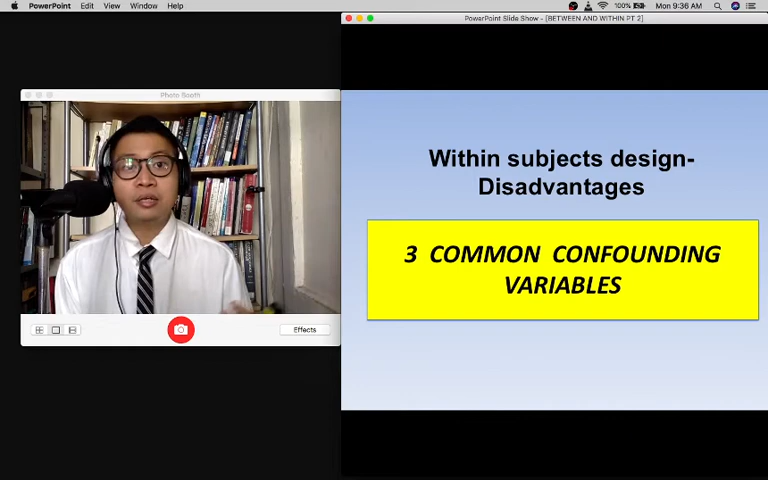 PowerPoint Edit View Window Help
100% Mon 9:36 AM
PowerPoint Slide Show - [BETWEEN AND WITHIN PT 2]
Photo Booth
Within subjects design-
Disadvantages
3 COMMON CONFOUNDING
VARIABLES
Effects